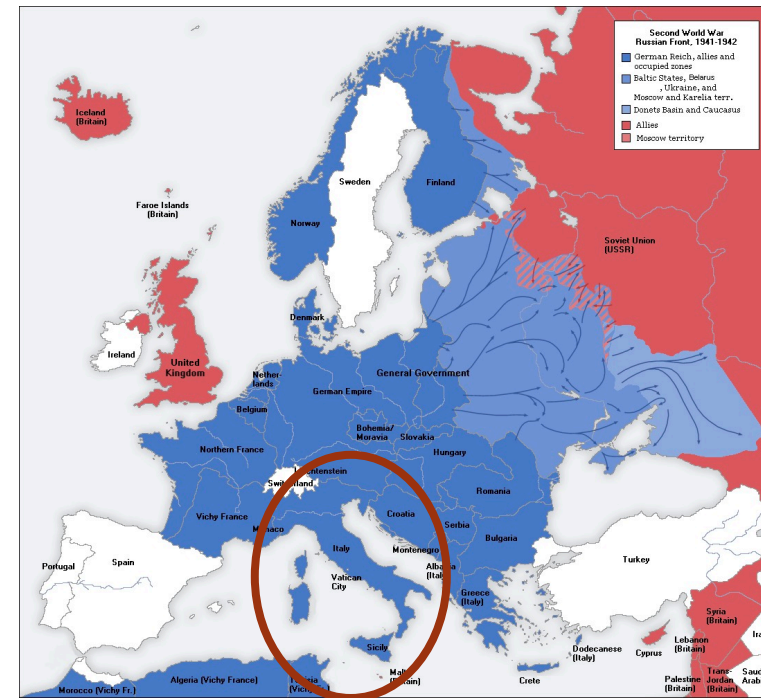 Second World War
Russian Front, 1941-1942
German Reich, allies and
occupied zones
Baltic States, Belarus
, Ukraine, and
Moscow and Karelia terr.
Donets Basin and Caucasus
Allies
Moscow territory
Iceland
(Britain)
Faroe Islands
(Britain)
Sweden
Finland
Norway
Soviet Union
(USSR)
Denmark
Ireland
United
Kingdom
Nether-
lands
General Government
German Empire
Belgium
Bohemia/
Moravia
Slovakia
Northern France
Hungary
Switzerland
Romania
Vichy France
Croatia
Monaco
Serbia
Italy
Bulgaria
Montenegro
Turkey
Portugal
Spain
Vatican
City
Albania
(Italy)
Greece
(Italy)
Syria
(Britain)
Sicily
Dodecanese
(Italy)
Cyprus
Lebanon
(Britain)
Algeria (Vichy France)
Crete
Palestine
(Britain)
Trans-
Jordan
(Britain)
Morocco (Vichy Fr.)